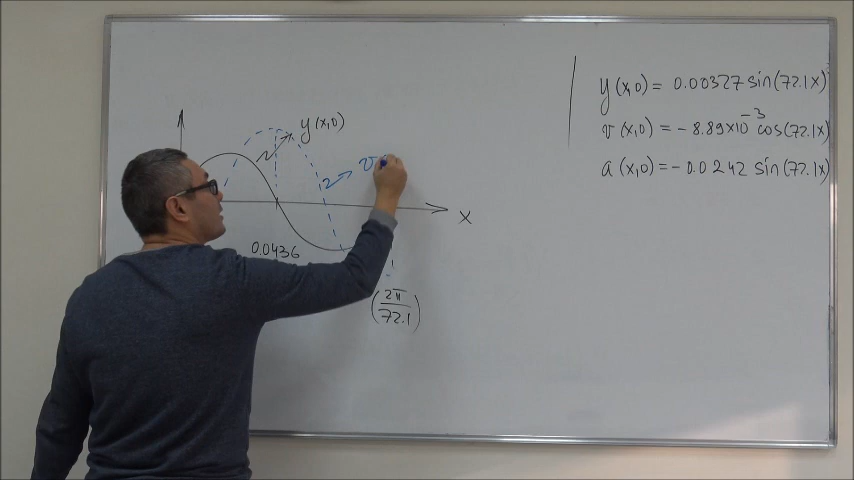 y(x,0) = 0.00327 sin(72.1x)
v(x,0) = -8.89x10⁻³ cos(72.1x)
a(x,0) = -0.0242 sin(72.1x)
y(x,0)
v
x
0.0436
(2π/72.1)